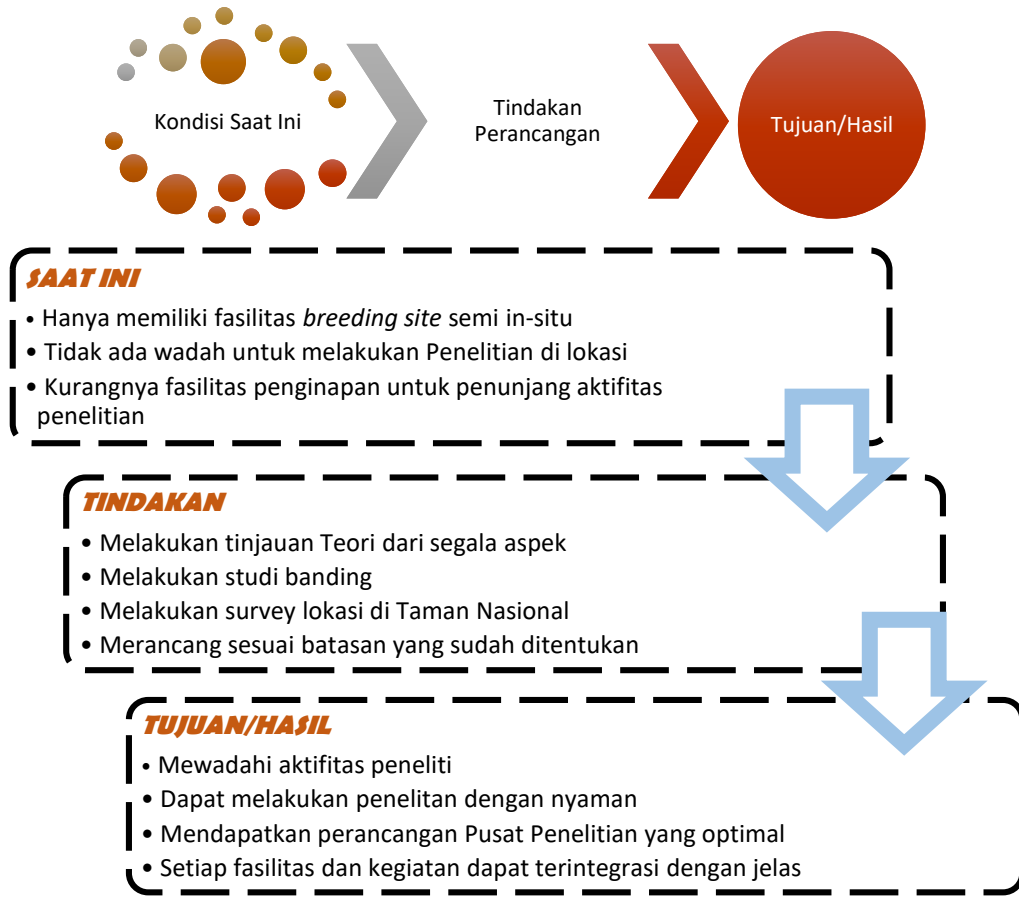 Kondisi Saat Ini
Tindakan
Perancangan
Tujuan/Hasil
SAAT INI
• Hanya memiliki fasilitas breeding site semi in-situ
• Tidak ada wadah untuk melakukan Penelitian di lokasi
• Kurangnya fasilitas penginapan untuk penunjang aktifitas
penelitian
TINDAKAN
• Melakukan tinjauan Teori dari segala aspek
• Melakukan studi banding
• Melakukan survey lokasi di Taman Nasional
• Merancang sesuai batasan yang sudah ditentukan
TUJUAN/HASIL
• Mewadahi aktifitas peneliti
• Dapat melakukan penelitan dengan nyaman
• Mendapatkan perancangan Pusat Penelitian yang optimal
• Setiap fasilitas dan kegiatan dapat terintegrasi dengan jelas